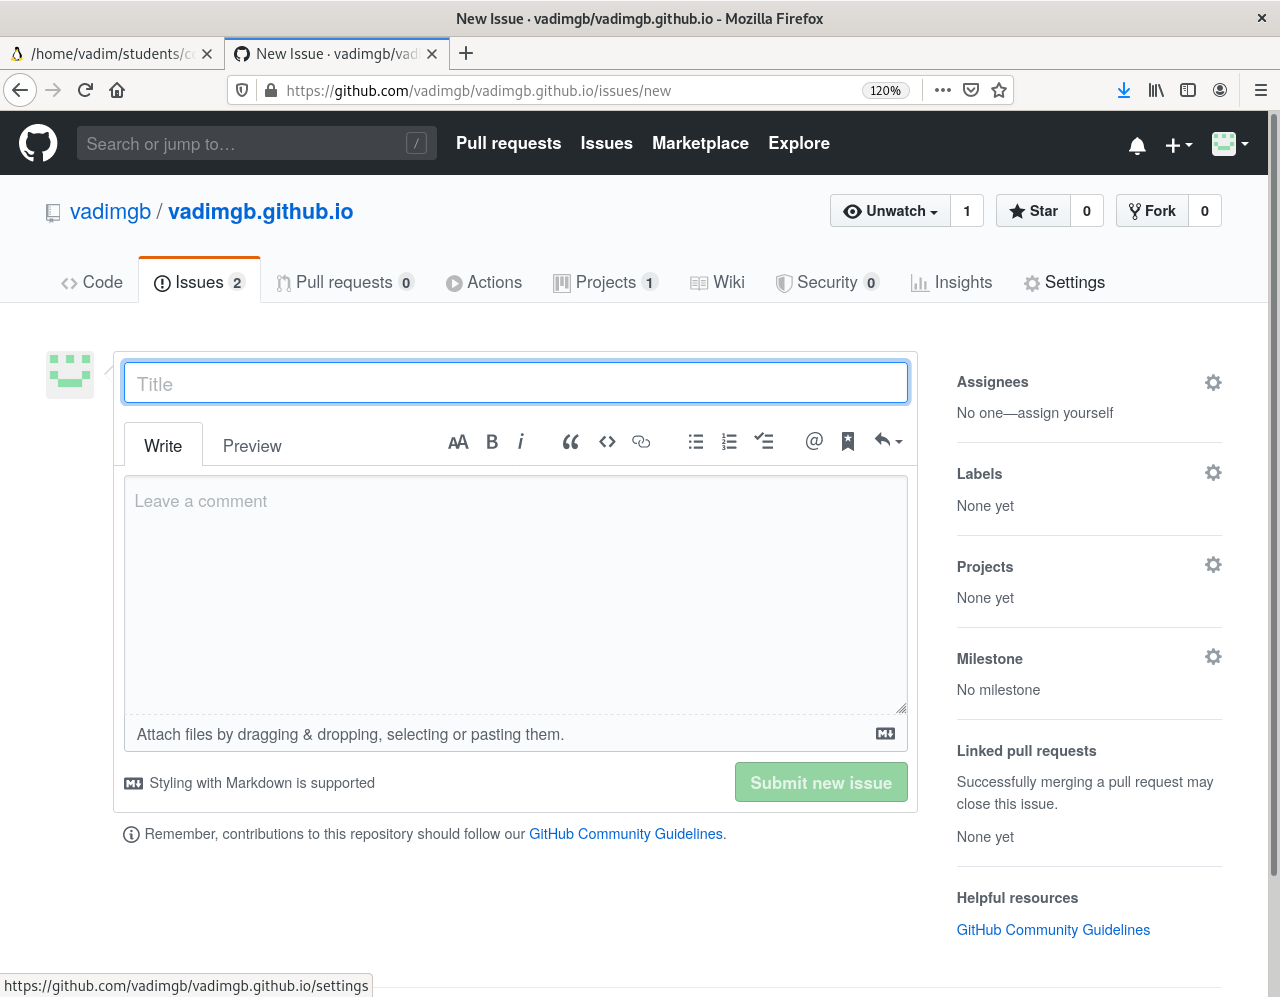 New Issue · vadimgb/vadimgb.github.io - Mozilla Firefox
/home/vadim/students/c
New Issue · vadimgb/vad
https://github.com/vadimgb/vadimgb.github.io/issues/new
120%
Search or jump to…
/
Pull requests
Issues
Marketplace
Explore
vadimgb / vadimgb.github.io
Unwatch 1
Star 0
Fork 0
Code
Issues 2
Pull requests 0
Actions
Projects 1
Wiki
Security 0
Insights
Settings
Title
Write
Preview
AA B i
@
Leave a comment
Attach files by dragging & dropping, selecting or pasting them.
Styling with Markdown is supported
Submit new issue
Remember, contributions to this repository should follow our GitHub Community Guidelines.
Assignees
No one—assign yourself
Labels
None yet
Projects
None yet
Milestone
No milestone
Linked pull requests
Successfully merging a pull request may
close this issue.
None yet
Helpful resources
GitHub Community Guidelines
https://github.com/vadimgb/vadimgb.github.io/settings